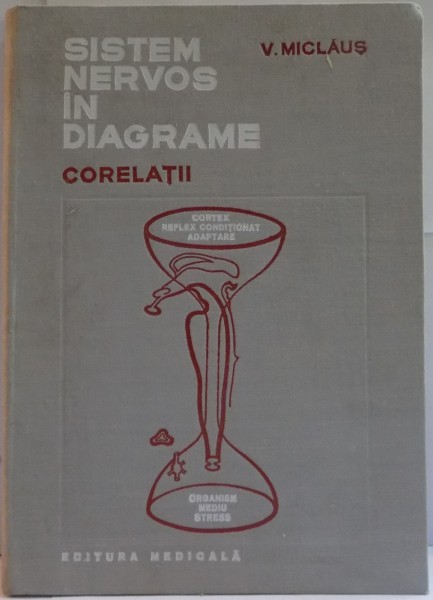 SISTEM
NERVOS
ÎN
DIAGRAME
V. MICLĂUȘ
CORELAȚII
CORTEX
REFLEX CONDIȚIONAT
ADAPTARE
ORGANISM
MEDIU
STRESS
EDITURA MEDICALĂ